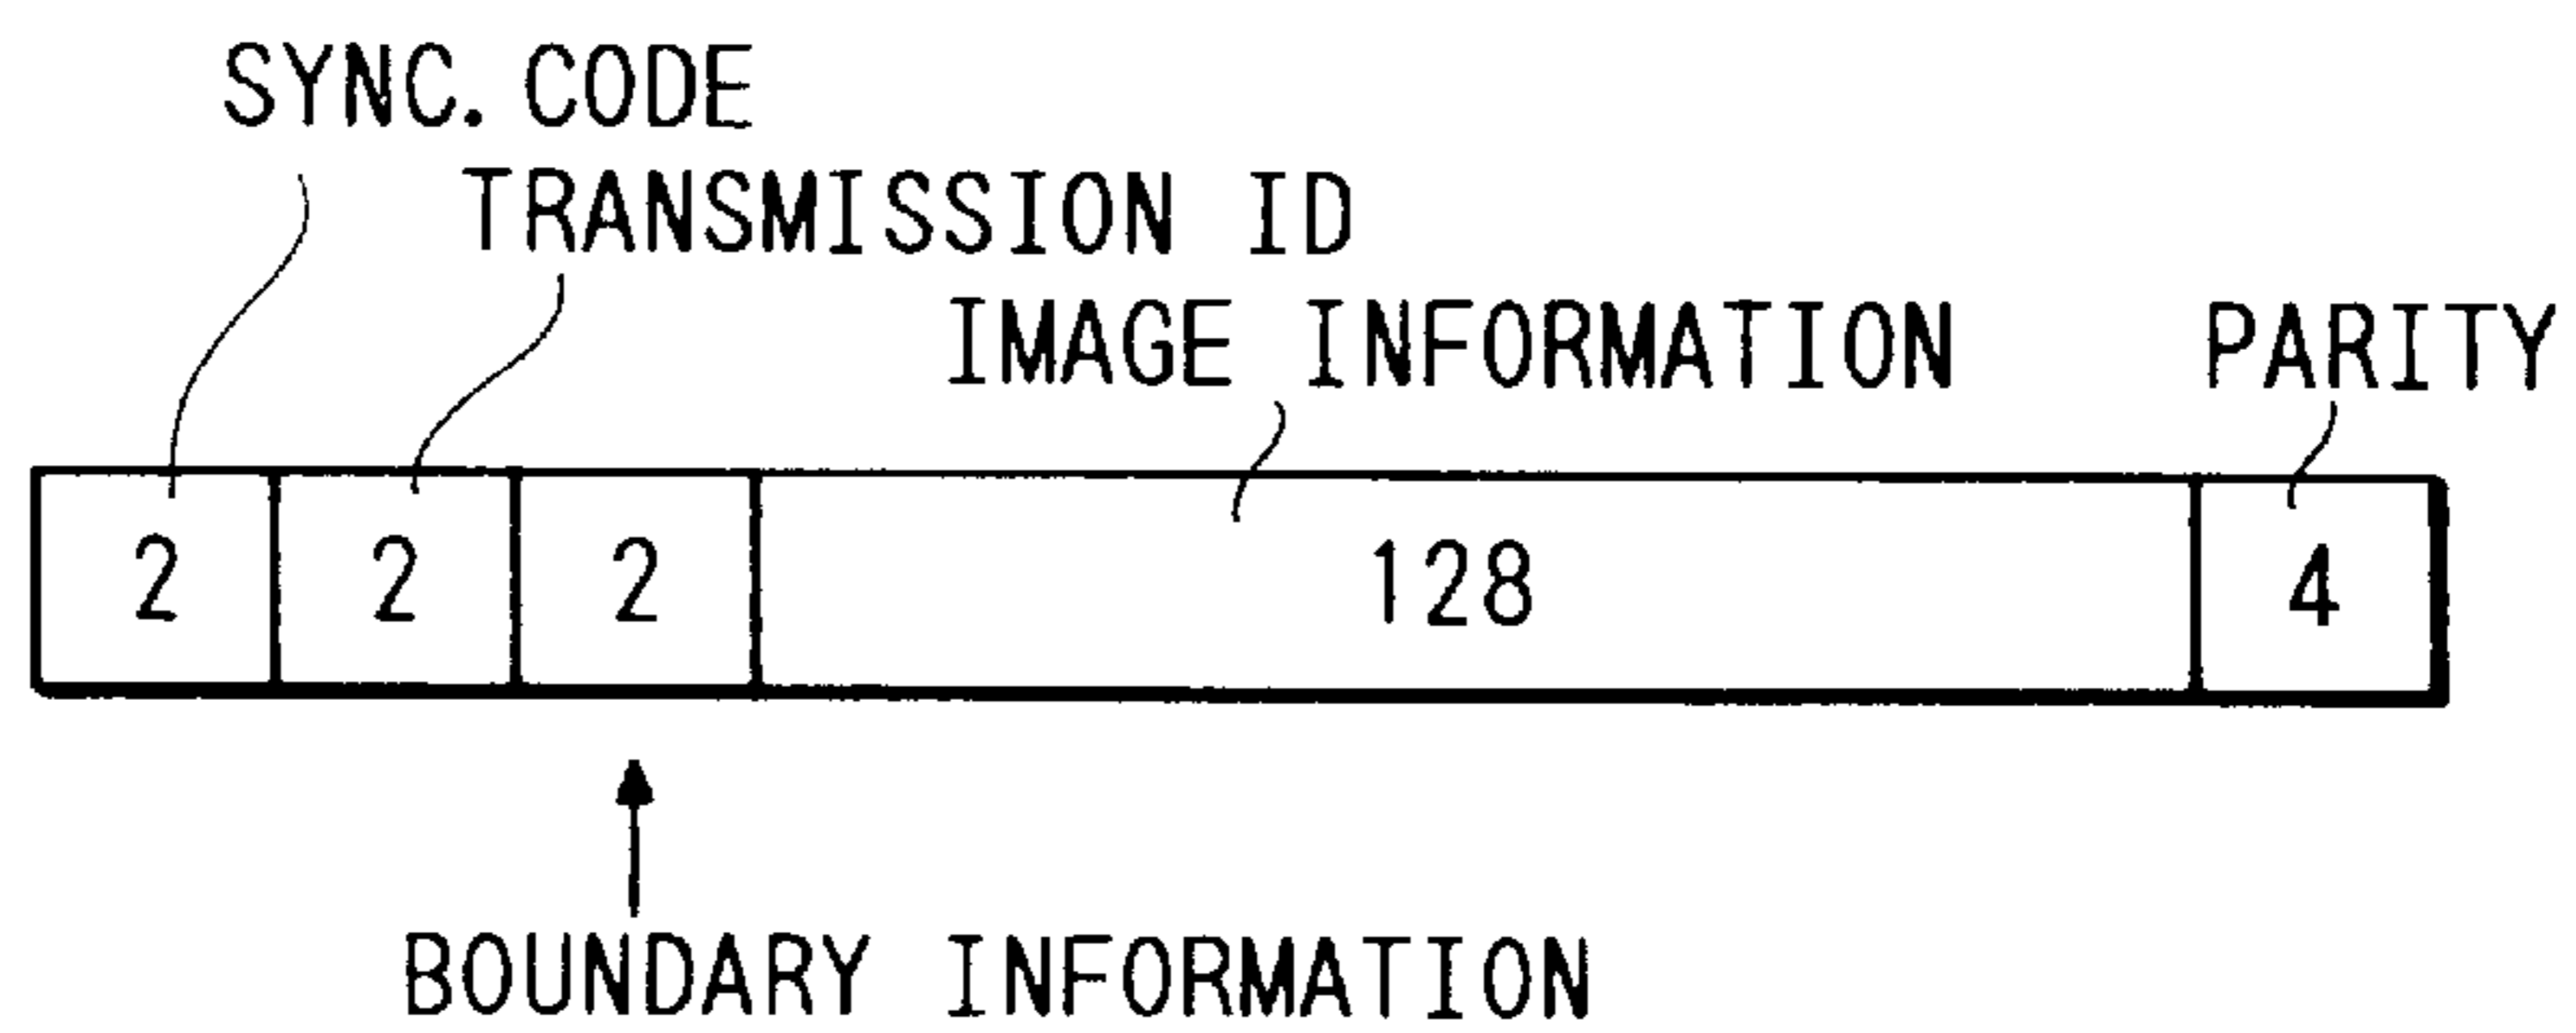 SYNC. CODE
TRANSMISSION ID
IMAGE INFORMATION
PARITY
2 2 2 128 4
BOUNDARY INFORMATION